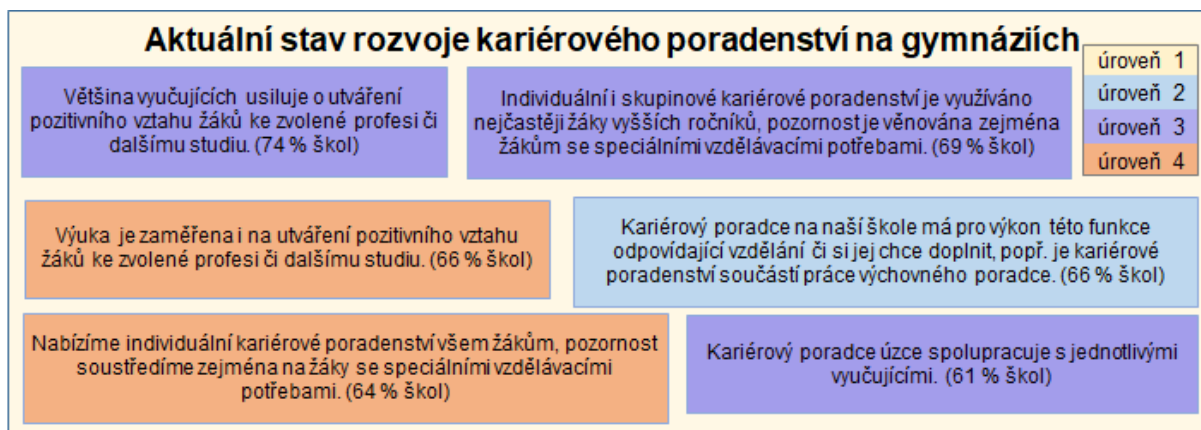 Aktuální stav rozvoje kariérového poradenství na gymnáziích
úroveň 1
úroveň 2
úroveň 3
úroveň 4
Většina vyučujících usiluje o utváření
pozitivního vztahu žáků ke zvolené profesi či
dalšímu studiu. (74 % škol)
Individuální i skupinové kariérové poradenství je využíváno
nejčastěji žáky vyšších ročníků, pozornost je věnována zejména
žákům se speciálními vzdělávacími potřebami. (69 % škol)
Výuka je zaměřena i na utváření pozitivního vztahu
žáků ke zvolené profesi či dalšímu studiu. (66 % škol)
Kariérový poradce na naší škole má pro výkon této funkce
odpovídající vzdělání či si jej chce doplnit, popř. je kariérové
poradenství součástí práce výchovného poradce. (66 % škol)
Nabízíme individuální kariérové poradenství všem žákům, pozornost
soustředíme zejména na žáky se speciálními vzdělávacími
potřebami. (64 % škol)
Kariérový poradce úzce spolupracuje s jednotlivými
vyučujícími. (61 % škol)